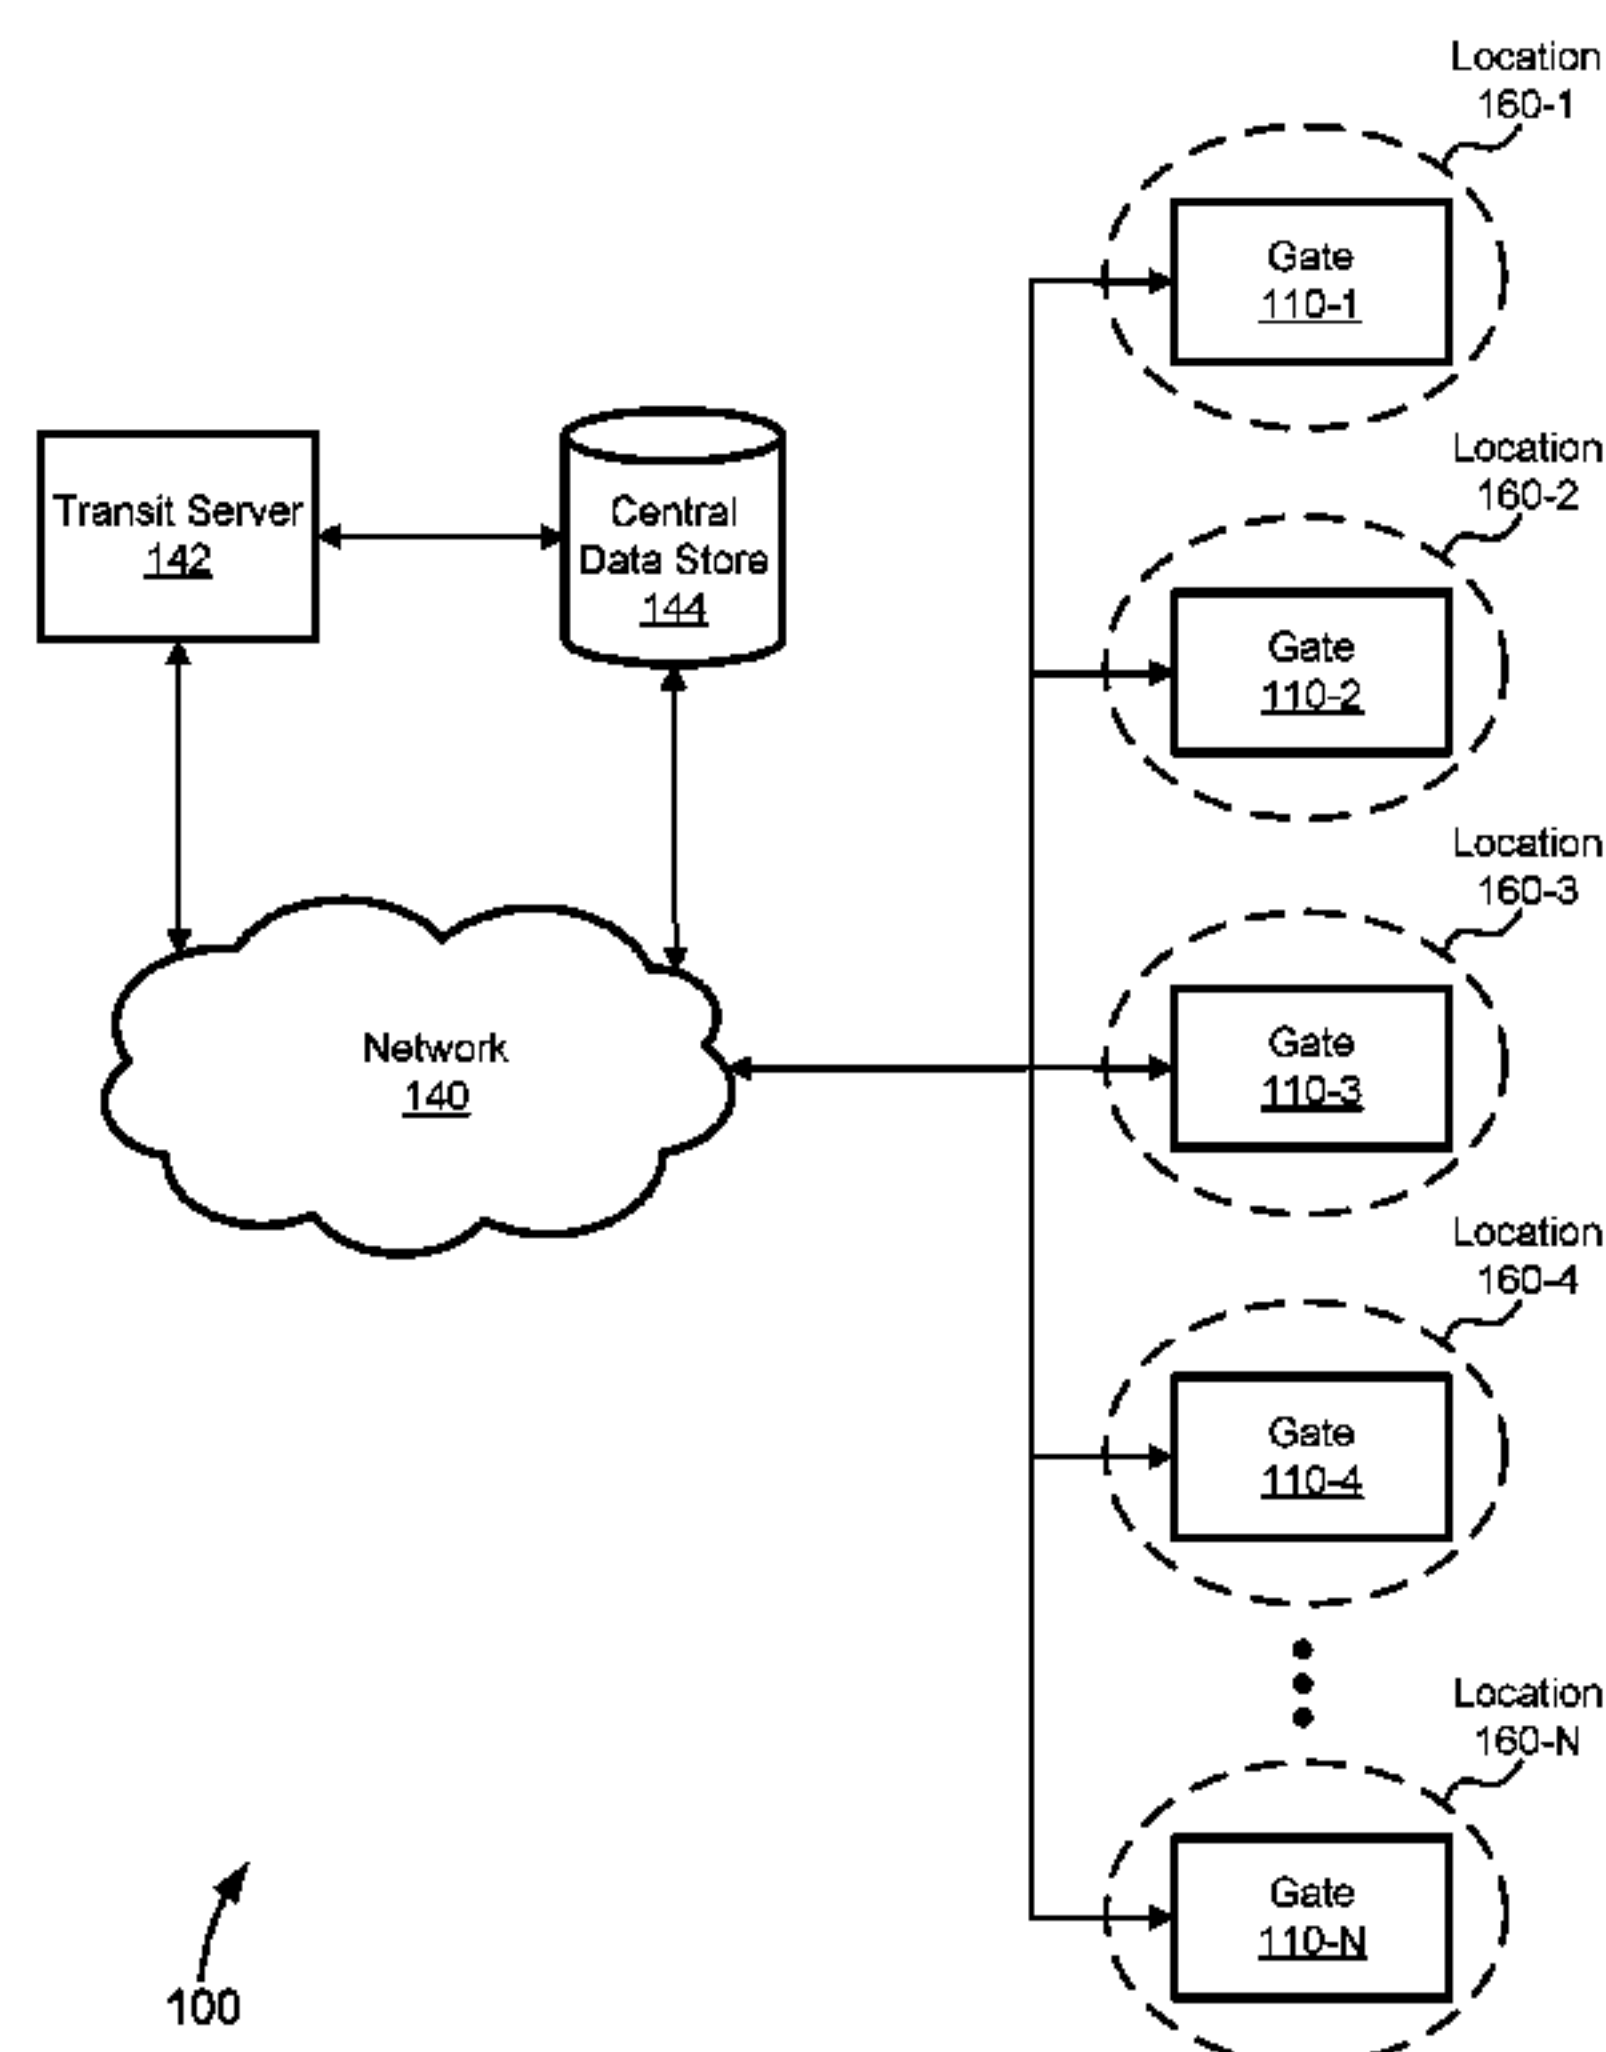 Location
160-1
Gate
110-1
Location
160-2
Transit Server
142
Central
Data Store
144
Gate
110-2
Location
160-3
Network
140
Gate
110-3
Location
160-4
Gate
110-4
Location
160-N
Gate
110-N
100